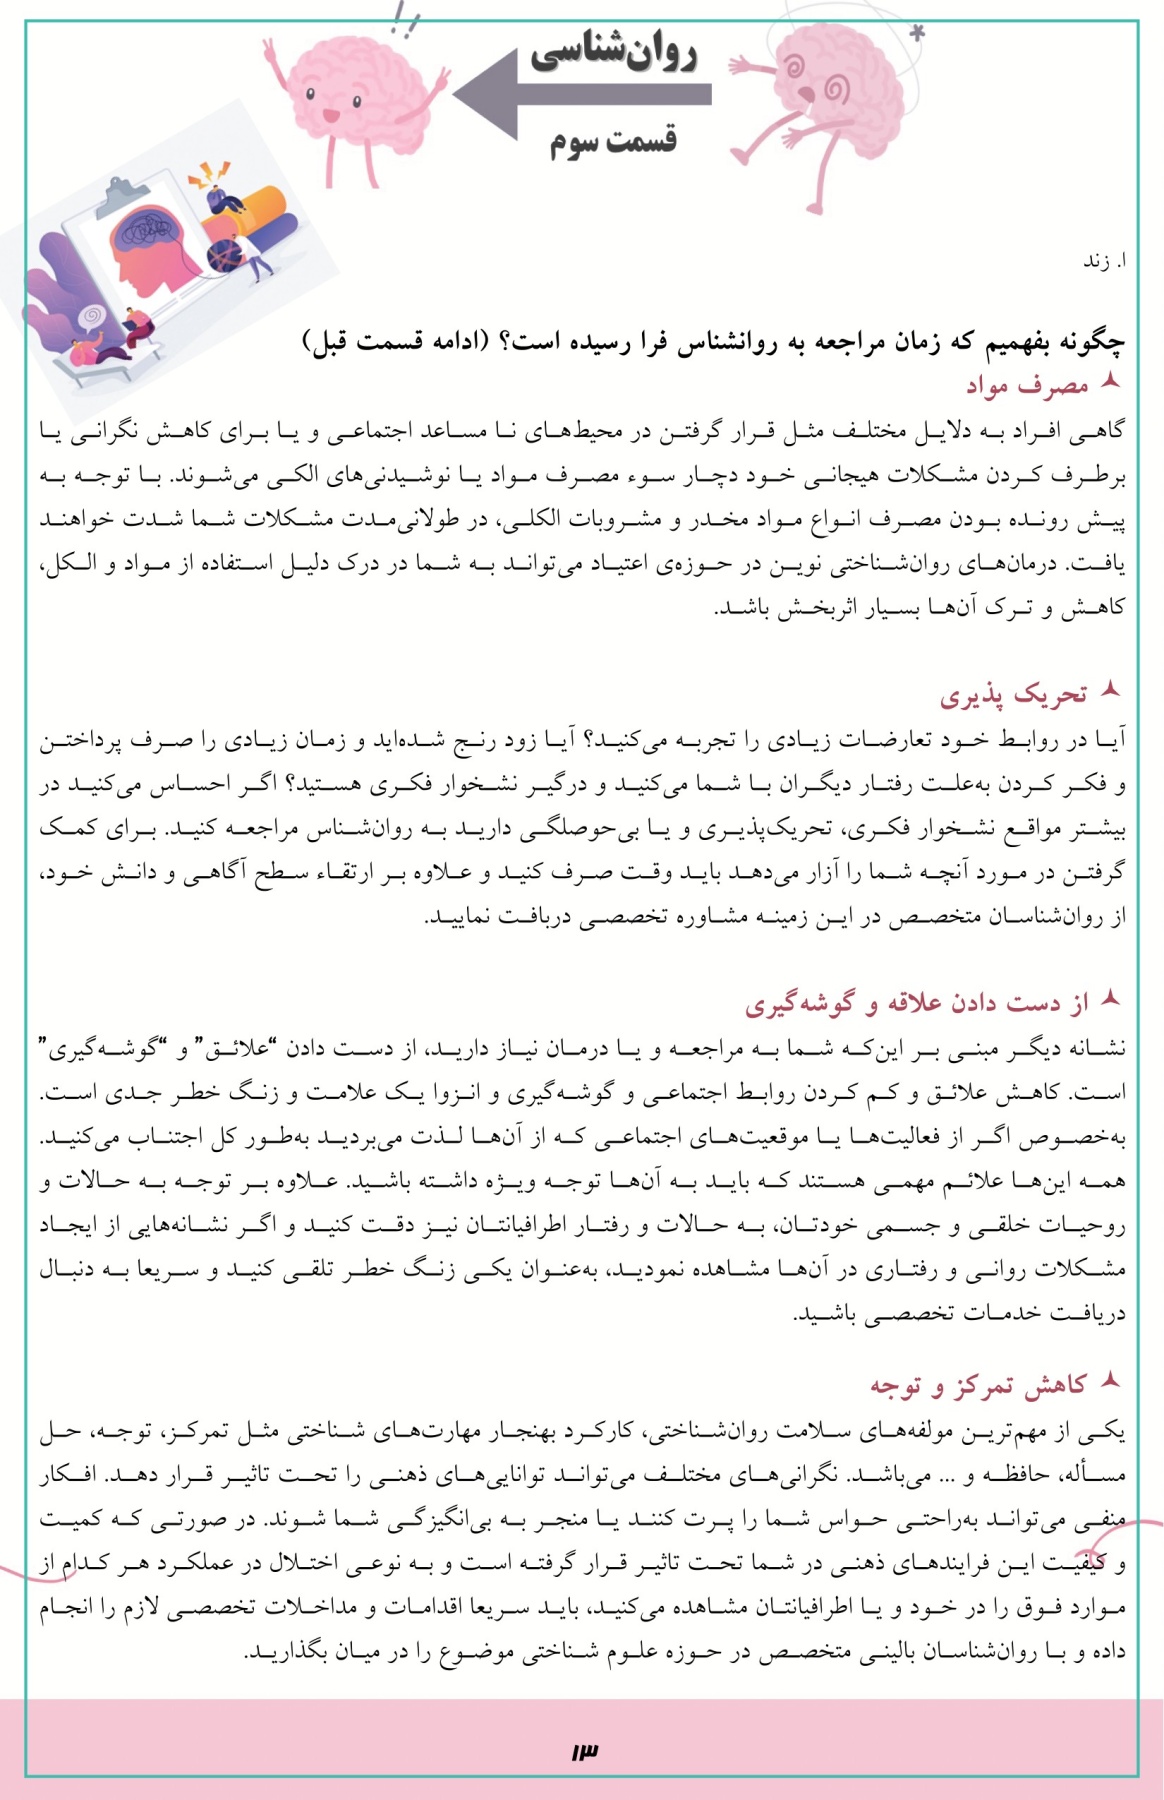 روان‌شناسی
قسمت سوم
ا. زند
چگونه بفهمیم که زمان مراجعه به روانشناس فرا رسیده است؟ (ادامه قسمت قبل)
مصرف مواد
گاهی افراد به دلایل مختلف مثل قرار گرفتن در محیط‌های نا مساعد اجتماعی و یا برای کاهش نگرانی یا
برطرف کردن مشکلات هیجانی خود دچار سوء مصرف مواد یا نوشیدنی‌های الکی می‌شوند. با توجه به
پیش رونده بودن مصرف انواع مواد مخدر و مشروبات الکلی، در طولانی‌مدت مشکلات شما شدت خواهند
یافت. درمان‌های روان‌شناختی نوین در حوزه‌ی اعتیاد می‌تواند به شما در درک دلیل استفاده از مواد و الکل،
کاهش و ترک آن‌ها بسیار اثربخش باشد.
تحریک پذیری
آیا در روابط خود تعارضات زیادی را تجربه می‌کنید؟ آیا زود رنج شده‌اید و زمان زیادی را صرف پرداختن
و فکر کردن به‌علت رفتار دیگران با شما می‌کنید و درگیر نشخوار فکری هستید؟ اگر احساس می‌کنید در
بیشتر مواقع نشخوار فکری، تحریک‌پذیری و یا بی‌حوصلگی دارید به روان‌شناس مراجعه کنید. برای کمک
گرفتن در مورد آنچه شما را آزار می‌دهد باید وقت صرف کنید و علاوه بر ارتقاء سطح آگاهی و دانش خود،
از روان‌شناسان متخصص در این زمینه مشاوره تخصصی دریافت نمایید.
از دست دادن علاقه و گوشه‌گیری
نشانه دیگر مبنی بر این‌که شما به مراجعه و یا درمان نیاز دارید، از دست دادن “علائق” و “گوشه‌گیری”
است. کاهش علائق و کم کردن روابط اجتماعی و گوشه‌گیری و انزوا یک علامت و زنگ خطر جدی است.
به‌خصوص اگر از فعالیت‌ها یا موقعیت‌های اجتماعی که از آن‌ها لذت می‌بردید به‌طور کل اجتناب می‌کنید.
همه این‌ها علائم مهمی هستند که باید به آن‌ها توجه ویژه داشته باشید. علاوه بر توجه به حالات و
روحیات خلقی و جسمی خودتان، به حالات و رفتار اطرافیانتان نیز دقت کنید و اگر نشانه‌هایی از ایجاد
مشکلات روانی و رفتاری در آن‌ها مشاهده نمودید، به‌عنوان یکی زنگ خطر تلقی کنید و سریعا به دنبال
دریافت خدمات تخصصی باشید.
کاهش تمرکز و توجه
یکی از مهم‌ترین مولفه‌های سلامت روان‌شناختی، کارکرد بهنجار مهارت‌های شناختی مثل تمرکز، توجه، حل
مسأله، حافظه و ... می‌باشد. نگرانی‌های مختلف می‌تواند توانایی‌های ذهنی را تحت تاثیر قرار دهد. افکار
منفی می‌تواند به‌راحتی حواس شما را پرت کنند یا منجر به بی‌انگیزگی شما شوند. در صورتی که کمیت
و کیفیت این فرایندهای ذهنی در شما تحت تاثیر قرار گرفته است و به نوعی اختلال در عملکرد هر کدام از
موارد فوق را در خود و یا اطرافیانتان مشاهده می‌کنید، باید سریعا اقدامات و مداخلات تخصصی لازم را انجام
داده و با روان‌شناسان بالینی متخصص در حوزه علوم شناختی موضوع را در میان بگذارید.
۱۳